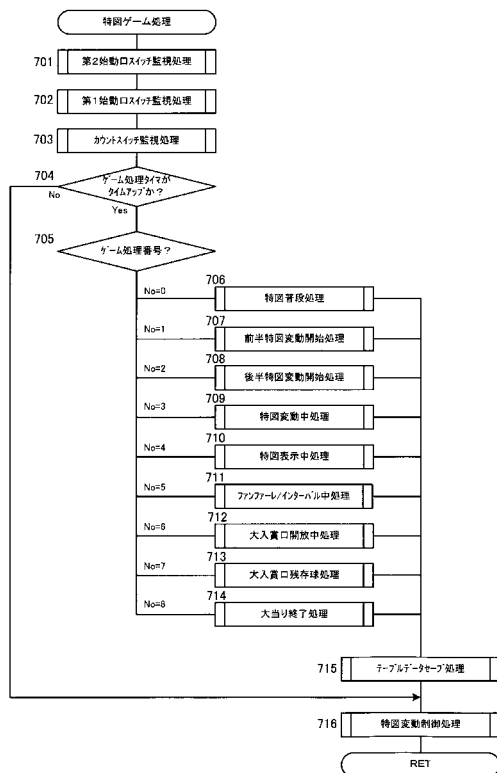 特図ゲーム処理
701
第2始動口スイッチ監視処理
702
第1始動口スイッチ監視処理
703
カウントスイッチ監視処理
704
ゲーム処理タイマが
タイムアップか？
No
Yes
705
ゲーム処理番号？
706
No=0
特図普段処理
707
No=1
前半特図変動開始処理
708
No=2
後半特図変動開始処理
709
No=3
特図変動中処理
710
No=4
特図表示中処理
711
No=5
ファンファーレ/インターバル中処理
712
No=6
大入賞口開放中処理
713
No=7
大入賞口残存球処理
714
No=8
大当り終了処理
715
テーブルデータセーブ処理
716
特図変動制御処理
RET